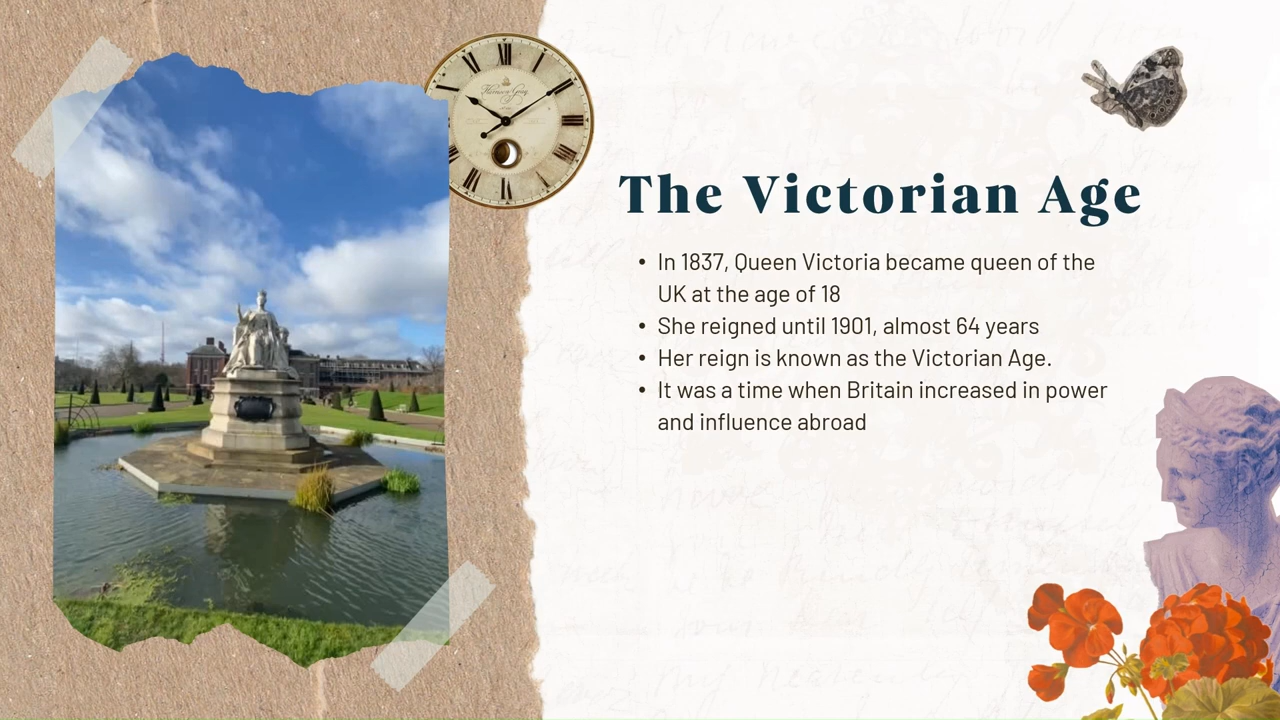 The Victorian Age
• In 1837, Queen Victoria became queen of the
UK at the age of 18
• She reigned until 1901, almost 64 years
• Her reign is known as the Victorian Age.
• It was a time when Britain increased in power
and influence abroad